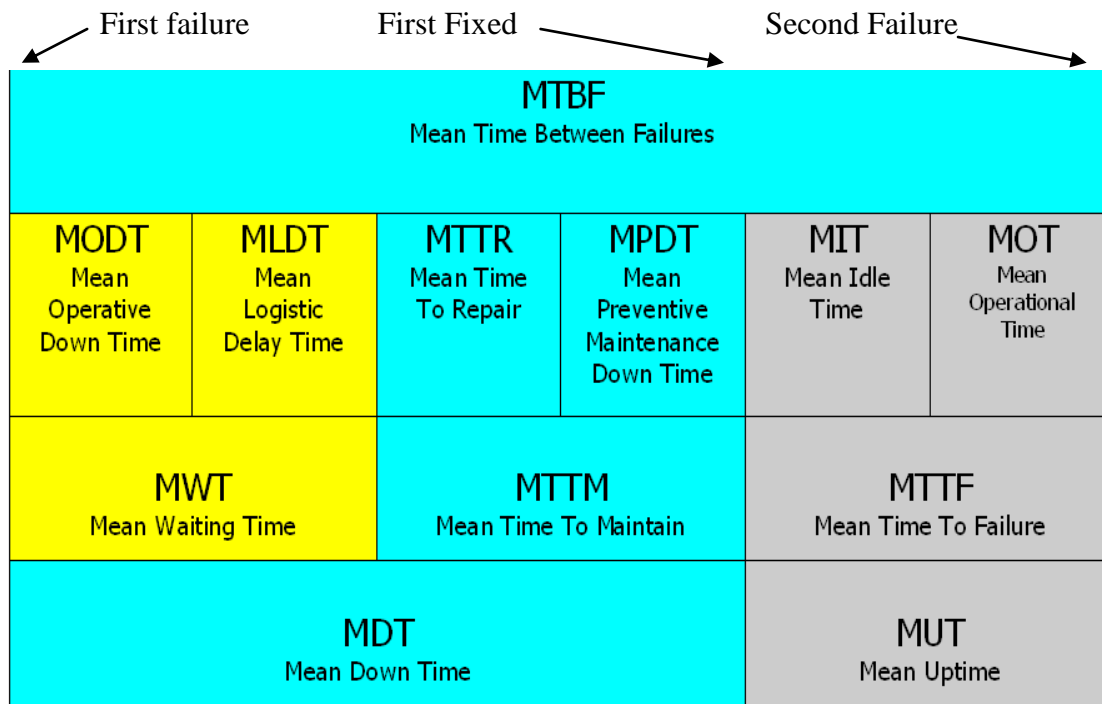 First failure First Fixed Second Failure
MTBF
Mean Time Between Failures
MODT
Mean
Operative
Down Time
MLDT
Mean
Logistic
Delay Time
MTTR
Mean Time
To Repair
MPDT
Mean
Preventive
Maintenance
Down Time
MIT
Mean Idle
Time
MOT
Mean
Operational
Time
MWT
Mean Waiting Time
MTTM
Mean Time To Maintain
MTTF
Mean Time To Failure
MDT
Mean Down Time
MUT
Mean Uptime